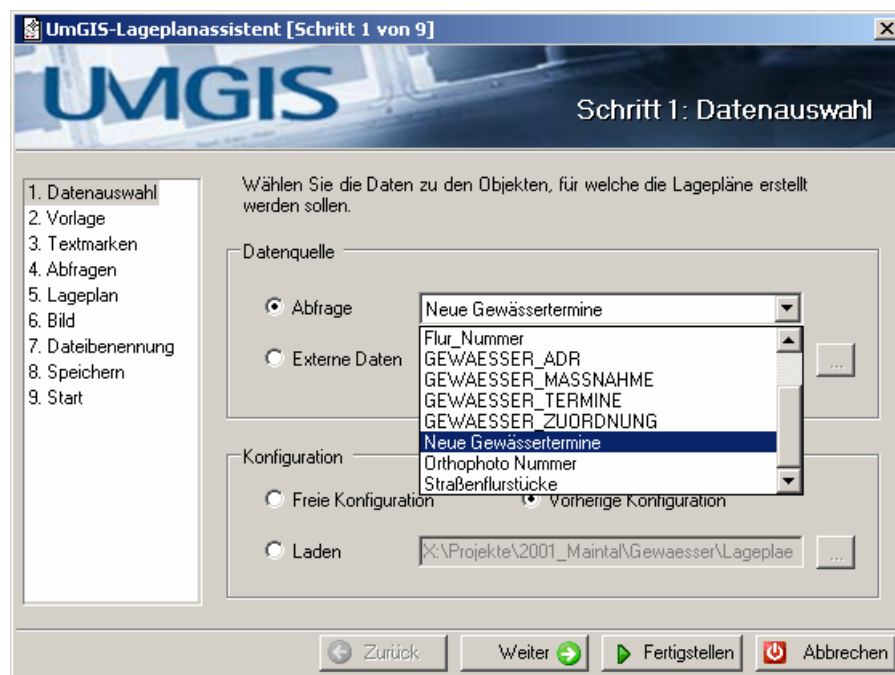 UmGIS-Lageplanassistent [Schritt 1 von 9]
UMGIS
Schritt 1: Datenauswahl
1. Datenauswahl
2. Vorlage
3. Textmarken
4. Abfragen
5. Lageplan
6. Bild
7. Dateibenennung
8. Speichern
9. Start
Wählen Sie die Daten zu den Objekten, für welche die Lagepläne erstellt
werden sollen.
Datenquelle
Abfrage
Neue Gewässertermine
Externe Daten
...
Flur_Nummer
GEWAESSER_ADR
GEWAESSER_MASSNAHME
GEWAESSER_TERMINE
GEWAESSER_ZUORDNUNG
Neue Gewässertermine
Orthophoto Nummer
Straßenflurstücke
Konfiguration
Freie Konfiguration
Vorherige Konfiguration
Laden
X:\Projekte\2001_Maintal\Gewaesser\Lageplae
...
Zurück
Weiter
Fertigstellen
Abbrechen